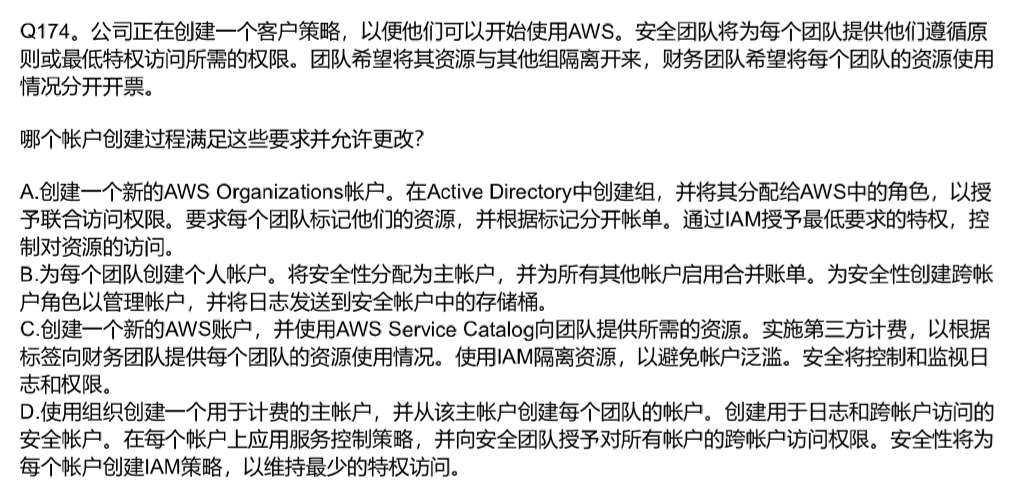 Q174。公司正在创建一个客户策略，以便他们可以开始使用AWS。安全团队将为每个团队提供他们遵循原
则或最低特权访问所需的权限。团队希望将其资源与其他组隔离开来，财务团队希望将每个团队的资源使用
情况分开开票。
哪个帐户创建过程满足这些要求并允许更改？
A.创建一个新的AWS Organizations帐户。在Active Directory中创建组，并将其分配给AWS中的角色，以授
予联合访问权限。要求每个团队标记他们的资源，并根据标记分开帐单。通过IAM授予最低要求的特权，控
制对资源的访问。
B.为每个团队创建个人帐户。将安全性分配为主帐户，并为所有其他帐户启用合并账单。为安全性创建跨帐
户角色以管理帐户，并将日志发送到安全帐户中的存储桶。
C.创建一个新的AWS账户，并使用AWS Service Catalog向团队提供所需的资源。实施第三方计费，以根据
标签向财务团队提供每个团队的资源使用情况。使用IAM隔离资源，以避免帐户泛滥。安全将控制和监视日
志和权限。
D.使用组织创建一个用于计费的主帐户，并从该主帐户创建每个团队的帐户。创建用于日志和跨帐户访问的
安全帐户。在每个帐户上应用服务控制策略，并向安全团队授予对所有帐户的跨帐户访问权限。安全性将为
每个帐户创建IAM策略，以维持最少的特权访问。